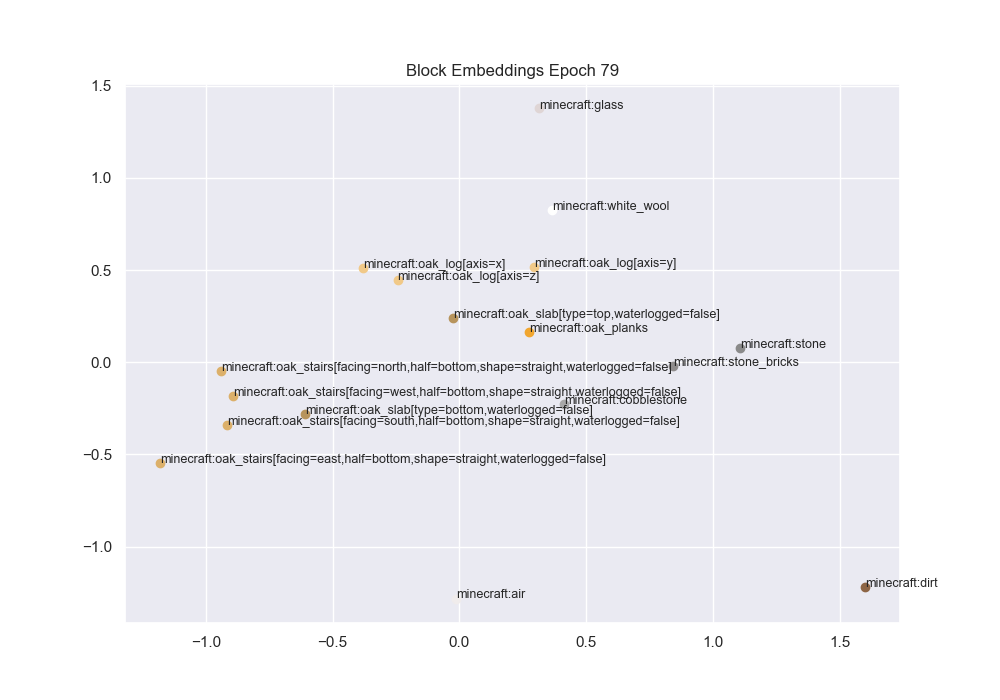 Block Embeddings Epoch 79
1.5
minecraft:glass
1.0
minecraft:white_wool
0.5
minecraft:oak_log[axis=x]
minecraft:oak_log[axis=y]
minecraft:oak_log[axis=z]
minecraft:oak_slab[type=top,waterlogged=false]
minecraft:oak_planks
minecraft:stone
0.0
minecraft:stone_bricks
minecraft:oak_stairs[facing=north,half=bottom,shape=straight,waterlogged=false]
minecraft:oak_stairs[facing=west,half=bottom,shape=straight,waterlogged=false]
minecraft:cobblestone
minecraft:oak_slab[type=bottom,waterlogged=false]
minecraft:oak_stairs[facing=south,half=bottom,shape=straight,waterlogged=false]
−0.5
minecraft:oak_stairs[facing=east,half=bottom,shape=straight,waterlogged=false]
−1.0
minecraft:dirt
minecraft:air
−1.0 −0.5 0.0 0.5 1.0 1.5